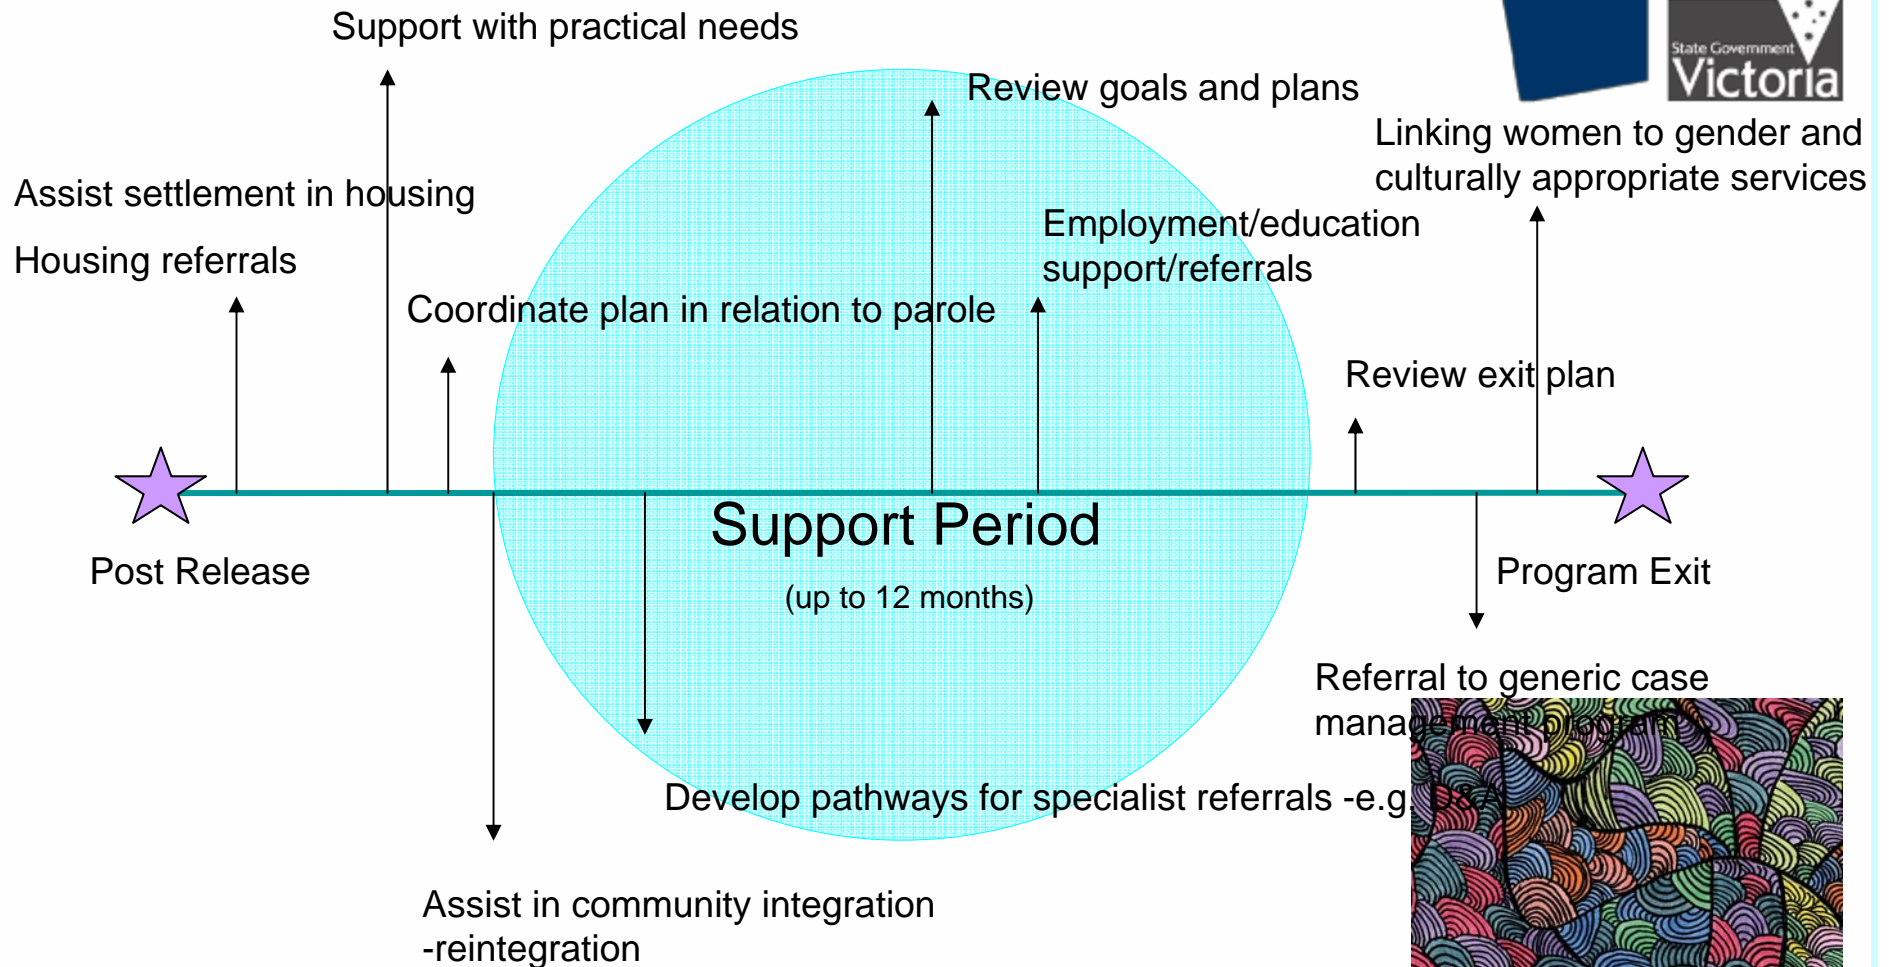 Support with practical needs
State Government
Victoria
Review goals and plans
Linking women to gender and
culturally appropriate services
Assist settlement in housing
Housing referrals
Employment/education
support/referrals
Coordinate plan in relation to parole
Review exit plan
Support Period
(up to 12 months)
Post Release
Program Exit
Referral to generic case
management program
Develop pathways for specialist referrals -e.g. D&A
Assist in community integration
-reintegration